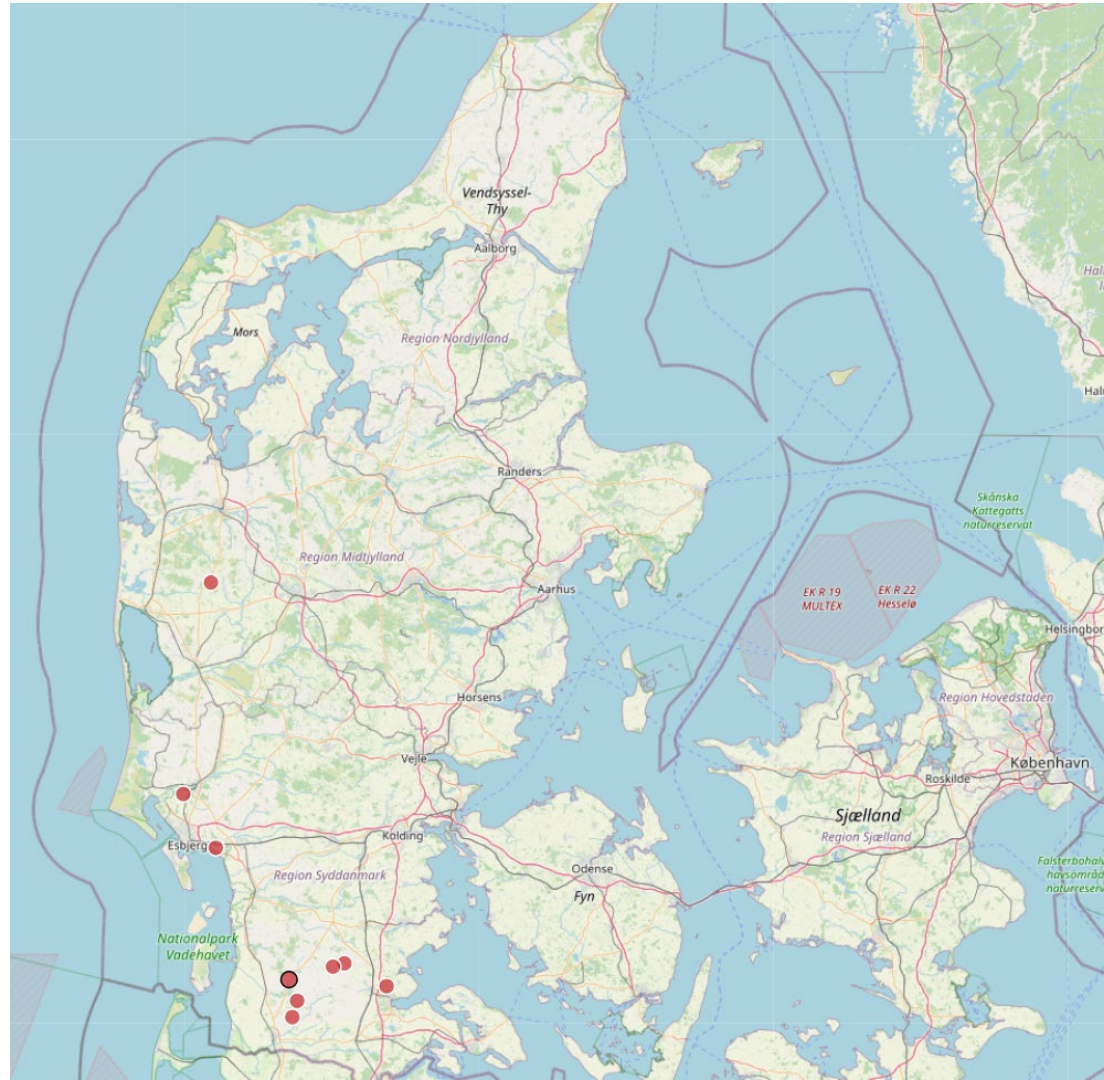 Vendsyssel-
Thy
Aalborg
Mors
Region Nordjylland
Randers
Skånska
Kattegatts
naturreservat
Region Midtjylland
EK R 19
MULTEX
EK R 22
Hesselø
Aarhus
Helsingbor
Horsens
Region Hovedstaden
Vejle
København
Roskilde
Sjælland
Kolding
Region Sjælland
Esbjerg
Odense
Region Syddanmark
Fyn
Falsterbohalv
havsområd
naturreserv
Nationalpark
Vadehavet